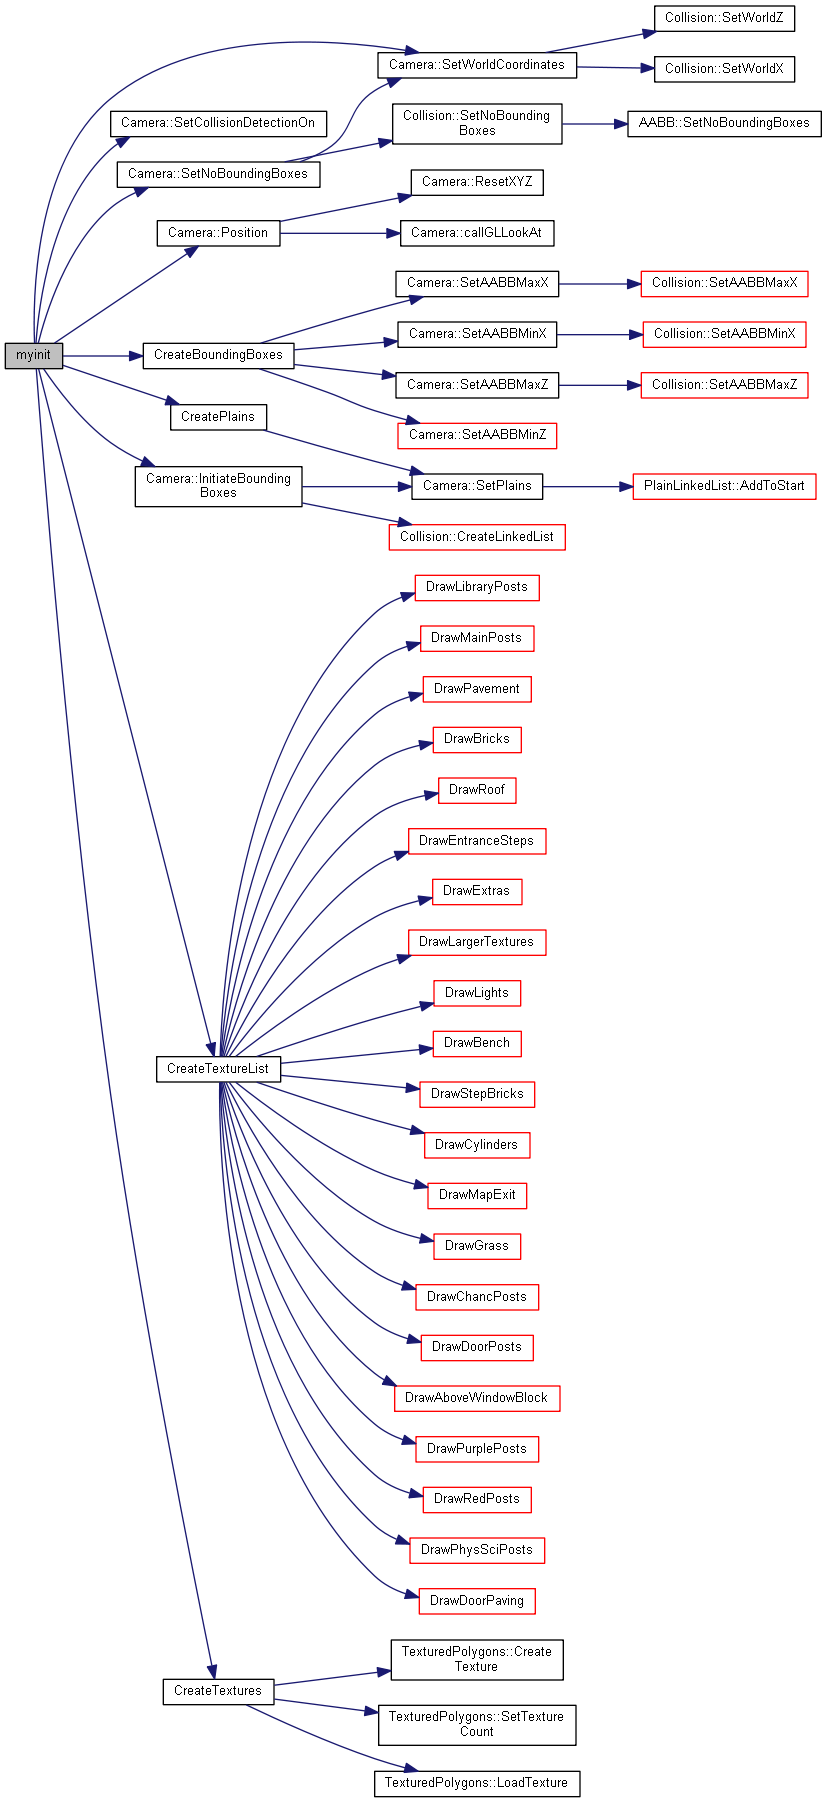 Collision::SetWorldZ
Camera::SetWorldCoordinates
Collision::SetWorldX
Camera::SetCollisionDetectionOn
Collision::SetNoBounding
Boxes
AABB::SetNoBoundingBoxes
Camera::SetNoBoundingBoxes
Camera::ResetXYZ
Camera::Position
Camera::callGLLookAt
Camera::SetAABBMaxX
Collision::SetAABBMaxX
Camera::SetAABBMinX
Collision::SetAABBMinX
myinit
CreateBoundingBoxes
Camera::SetAABBMaxZ
Collision::SetAABBMaxZ
CreatePlains
Camera::SetAABBMinZ
Camera::InitiateBounding
Boxes
Camera::SetPlains
PlainLinkedList::AddToStart
Collision::CreateLinkedList
DrawLibraryPosts
DrawMainPosts
DrawPavement
DrawBricks
DrawRoof
DrawEntranceSteps
DrawExtras
DrawLargerTextures
DrawLights
DrawBench
CreateTextureList
DrawStepBricks
DrawCylinders
DrawMapExit
DrawGrass
DrawChancPosts
DrawDoorPosts
DrawAboveWindowBlock
DrawPurplePosts
DrawRedPosts
DrawPhysSciPosts
DrawDoorPaving
TexturedPolygons::Create
Texture
CreateTextures
TexturedPolygons::SetTexture
Count
TexturedPolygons::LoadTexture